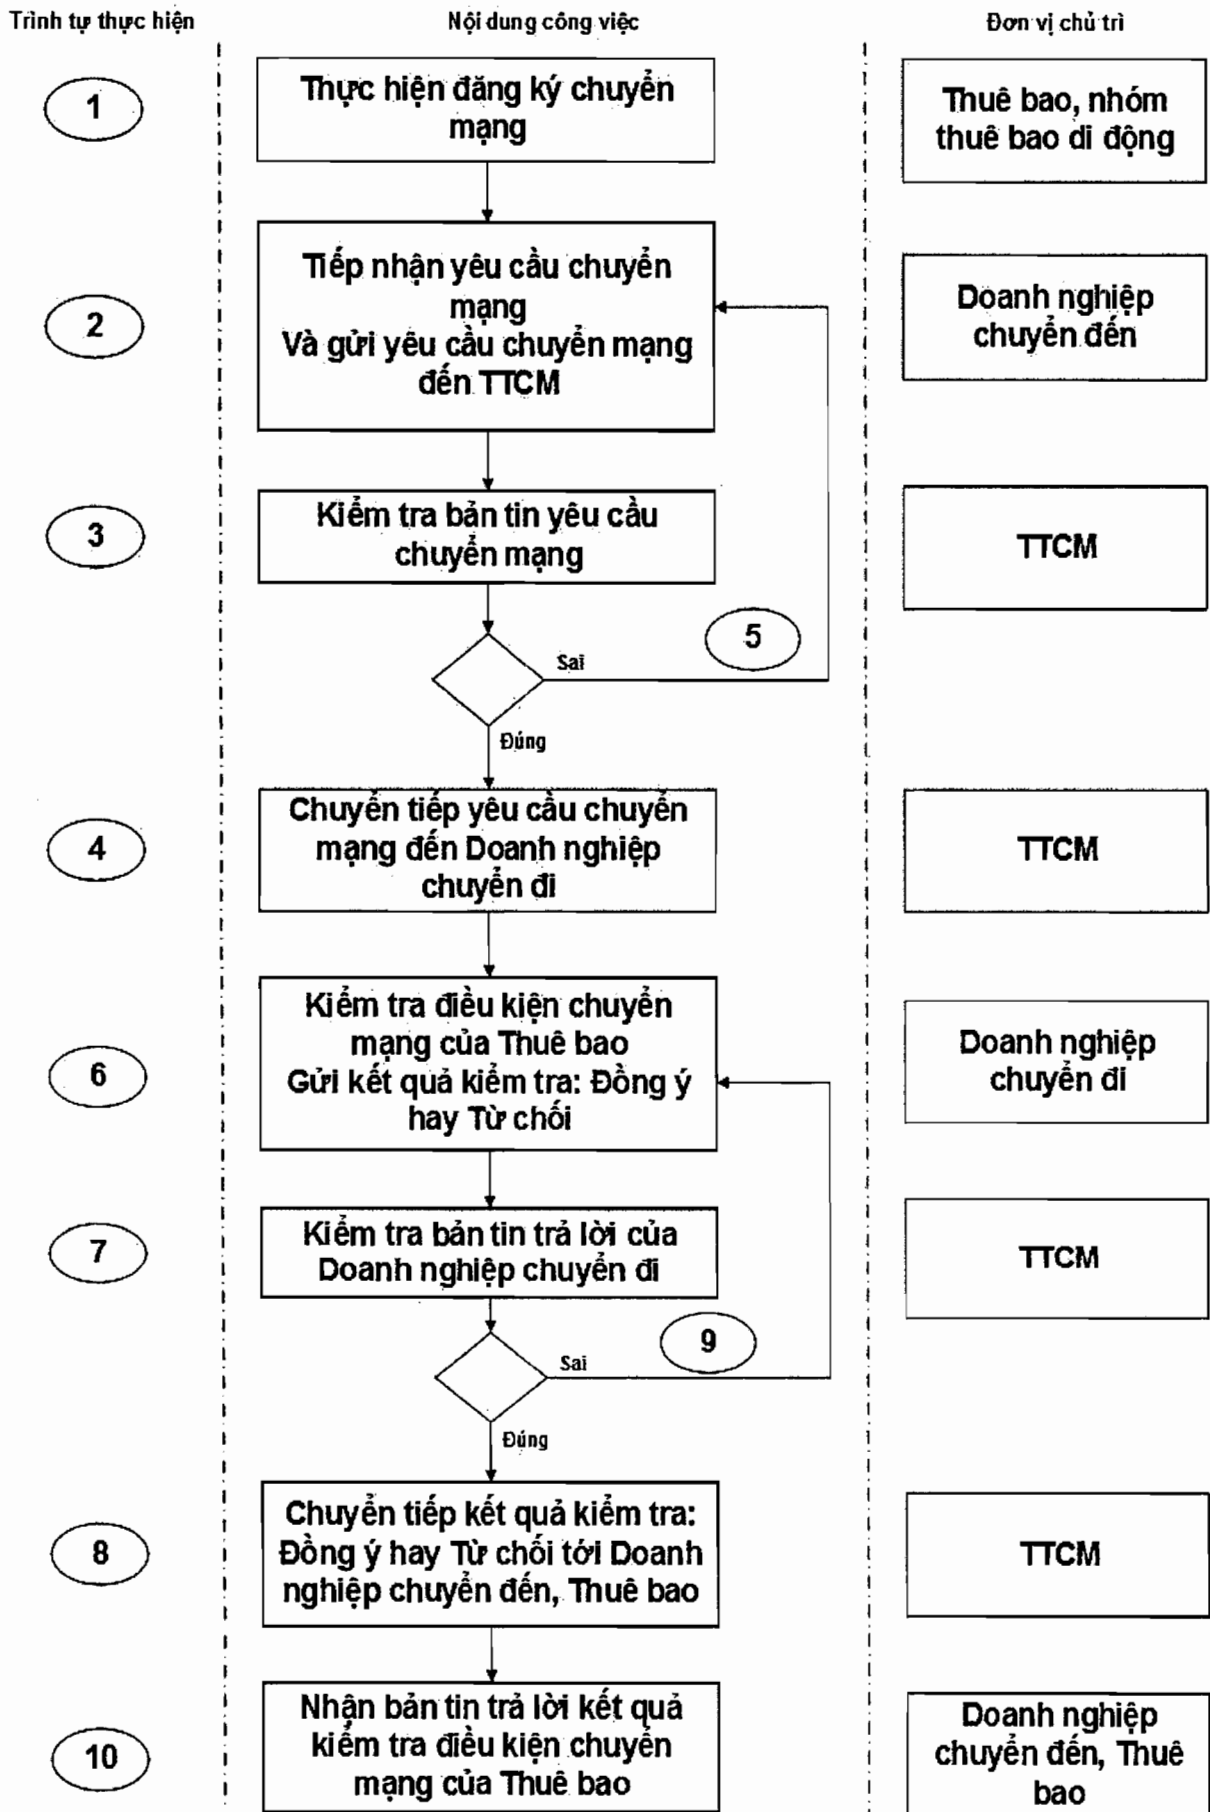 Trình tự thực hiện
Nội dung công việc
Đơn vị chủ trì
1
Thực hiện đăng ký chuyển
mạng
Thuê bao, nhóm
thuê bao di động
2
Tiếp nhận yêu cầu chuyển
mạng
Và gửi yêu cầu chuyển mạng
đến TTCM
Doanh nghiệp
chuyển đến
3
Kiểm tra bản tin yêu cầu
chuyển mạng
TTCM
5
Sai
Đúng
4
Chuyển tiếp yêu cầu chuyển
mạng đến Doanh nghiệp
chuyển đi
TTCM
6
Kiểm tra điều kiện chuyển
mạng của Thuê bao
Gửi kết quả kiểm tra: Đồng ý
hay Từ chối
Doanh nghiệp
chuyển đi
7
Kiểm tra bản tin trả lời của
Doanh nghiệp chuyển đi
TTCM
9
Sai
Đúng
8
Chuyển tiếp kết quả kiểm tra:
Đồng ý hay Từ chối tới Doanh
nghiệp chuyển đến, Thuê bao
TTCM
10
Nhận bản tin trả lời kết quả
kiểm tra điều kiện chuyển
mạng của Thuê bao
Doanh nghiệp
chuyển đến, Thuê
bao